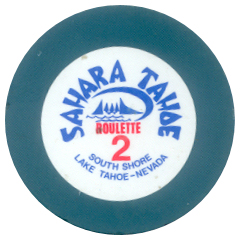 SAHARA TAHOE
ROULETTE
2
SOUTH SHORE
LAKE TAHOE-NEVADA